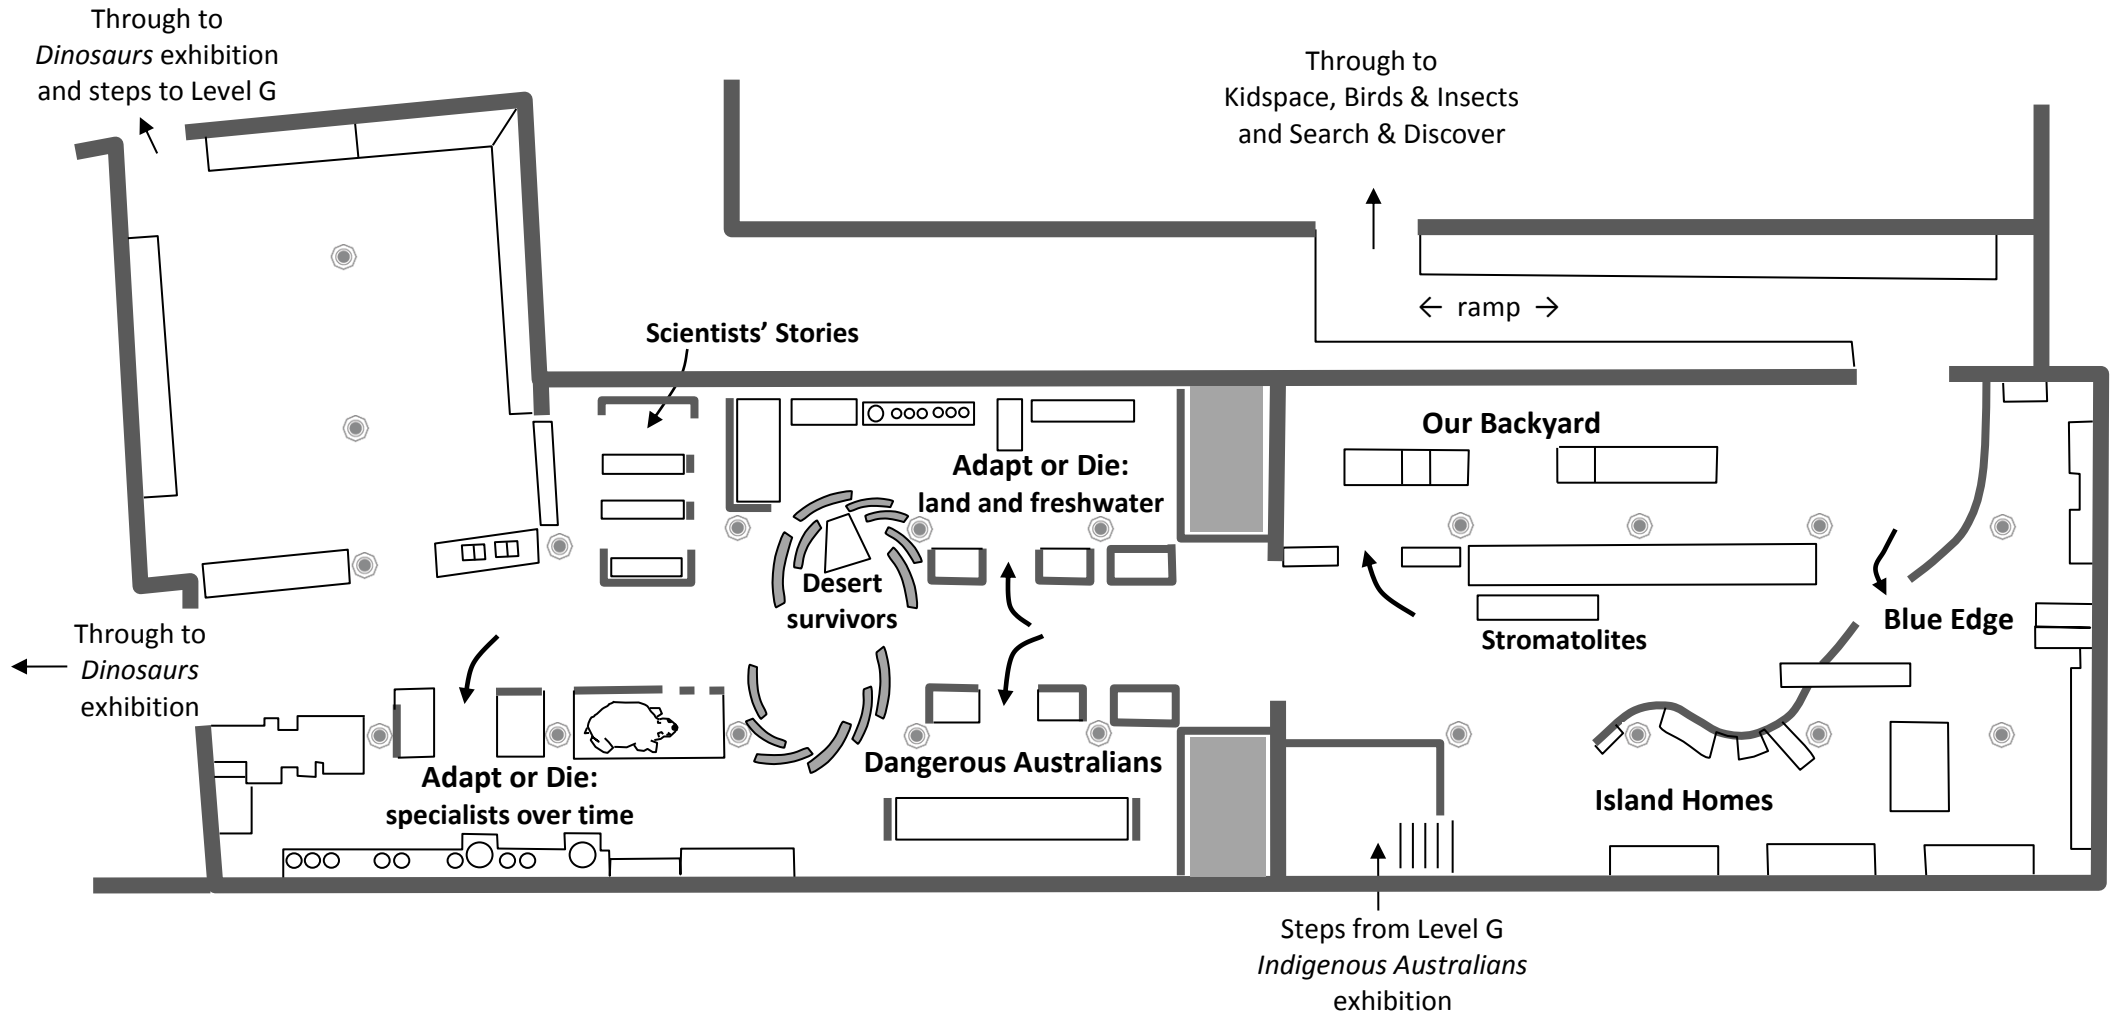 Through to
Dinosaurs exhibition
and steps to Level G
Through to
Kidspace, Birds & Insects
and Search & Discover
← ramp →
Scientists’ Stories
Our Backyard
Adapt or Die:
land and freshwater
Desert
survivors
Blue Edge
Stromatolites
Through to
Dinosaurs
exhibition
Dangerous Australians
Adapt or Die:
specialists over time
Island Homes
Steps from Level G
Indigenous Australians
exhibition